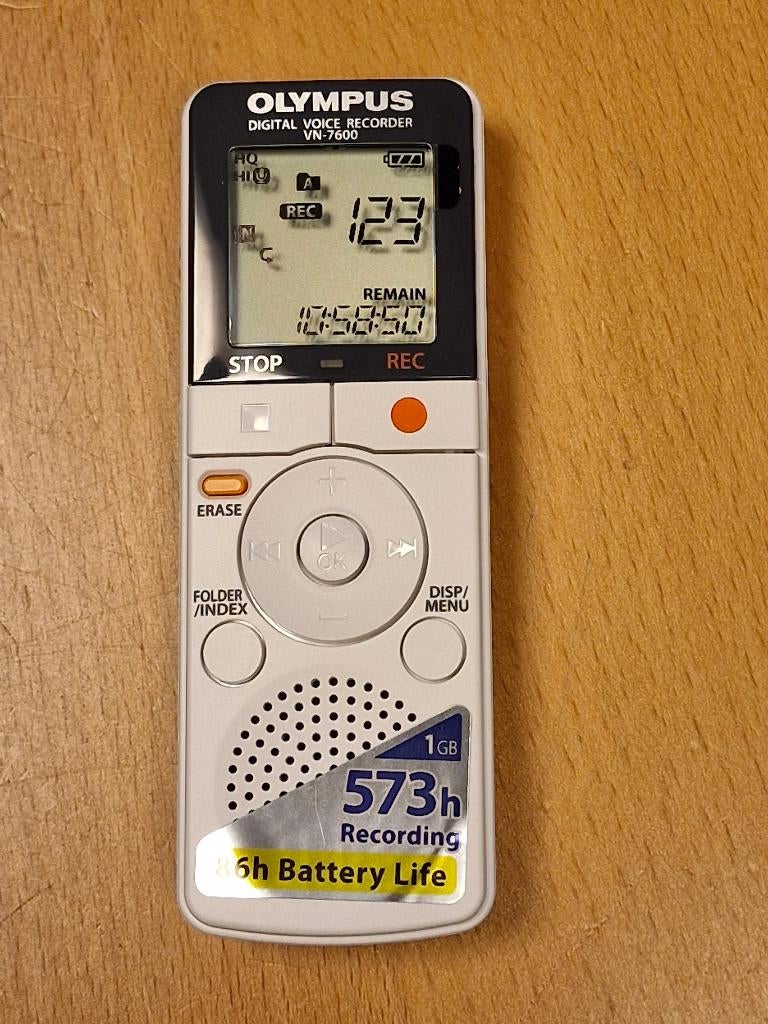 OLYMPUS
DIGITAL VOICE RECORDER
VN-7600
HQ
HI
A
REC
123
REMAIN
10:58:50
STOP
REC
ERASE
OK
FOLDER
/INDEX
DISP/
MENU
1GB
573h
Recording
86h Battery Life